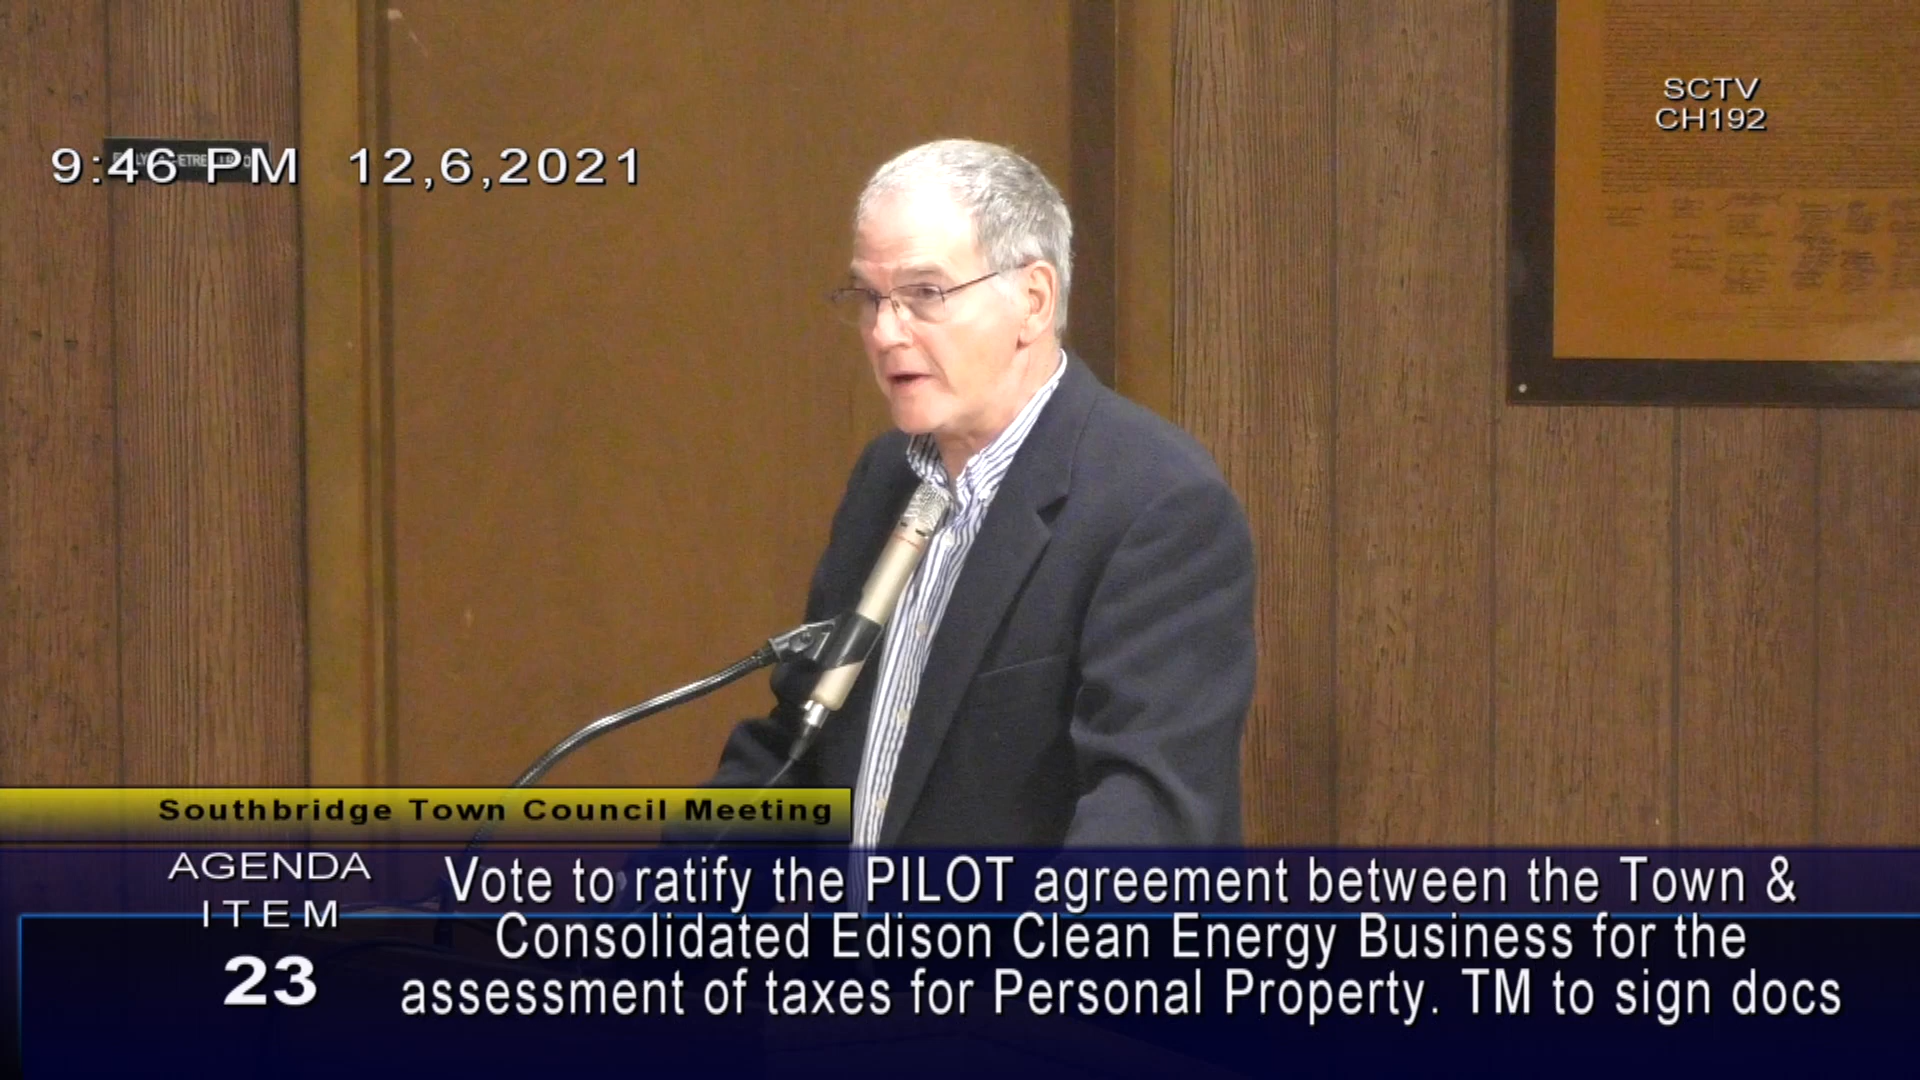 SCTV
CH192
9:46 PM 12,6,2021
Southbridge Town Council Meeting
AGENDA
ITEM
23
Vote to ratify the PILOT agreement between the Town &
Consolidated Edison Clean Energy Business for the
assessment of taxes for Personal Property. TM to sign docs